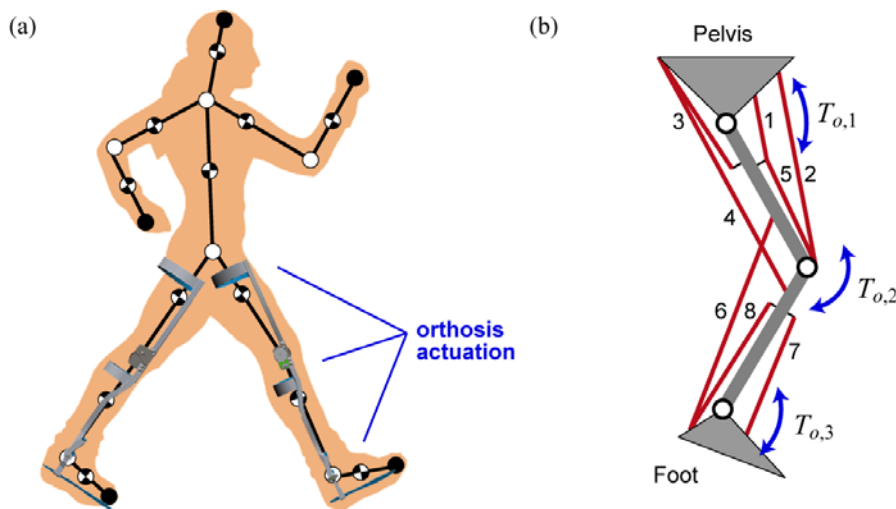 (a)
orthosis
actuation
(b)
Pelvis
T_{o,1}
3
1
5
2
4
T_{o,2}
6
8
7
T_{o,3}
Foot